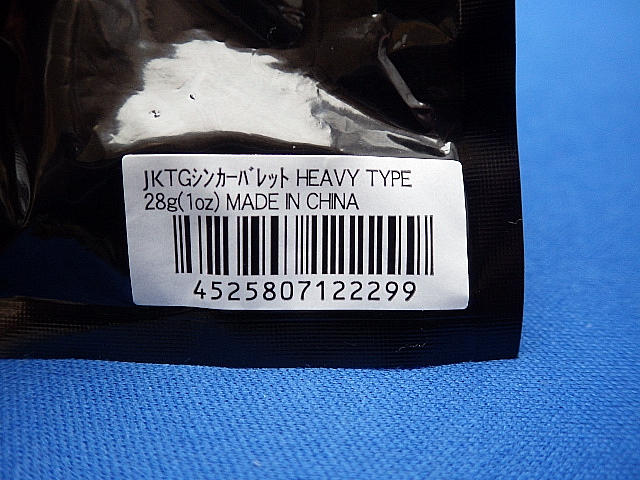 JKTGｼﾝｶｰﾊﾞﾚｯﾄ HEAVY TYPE
28g(1oz) MADE IN CHINA
4525807122299